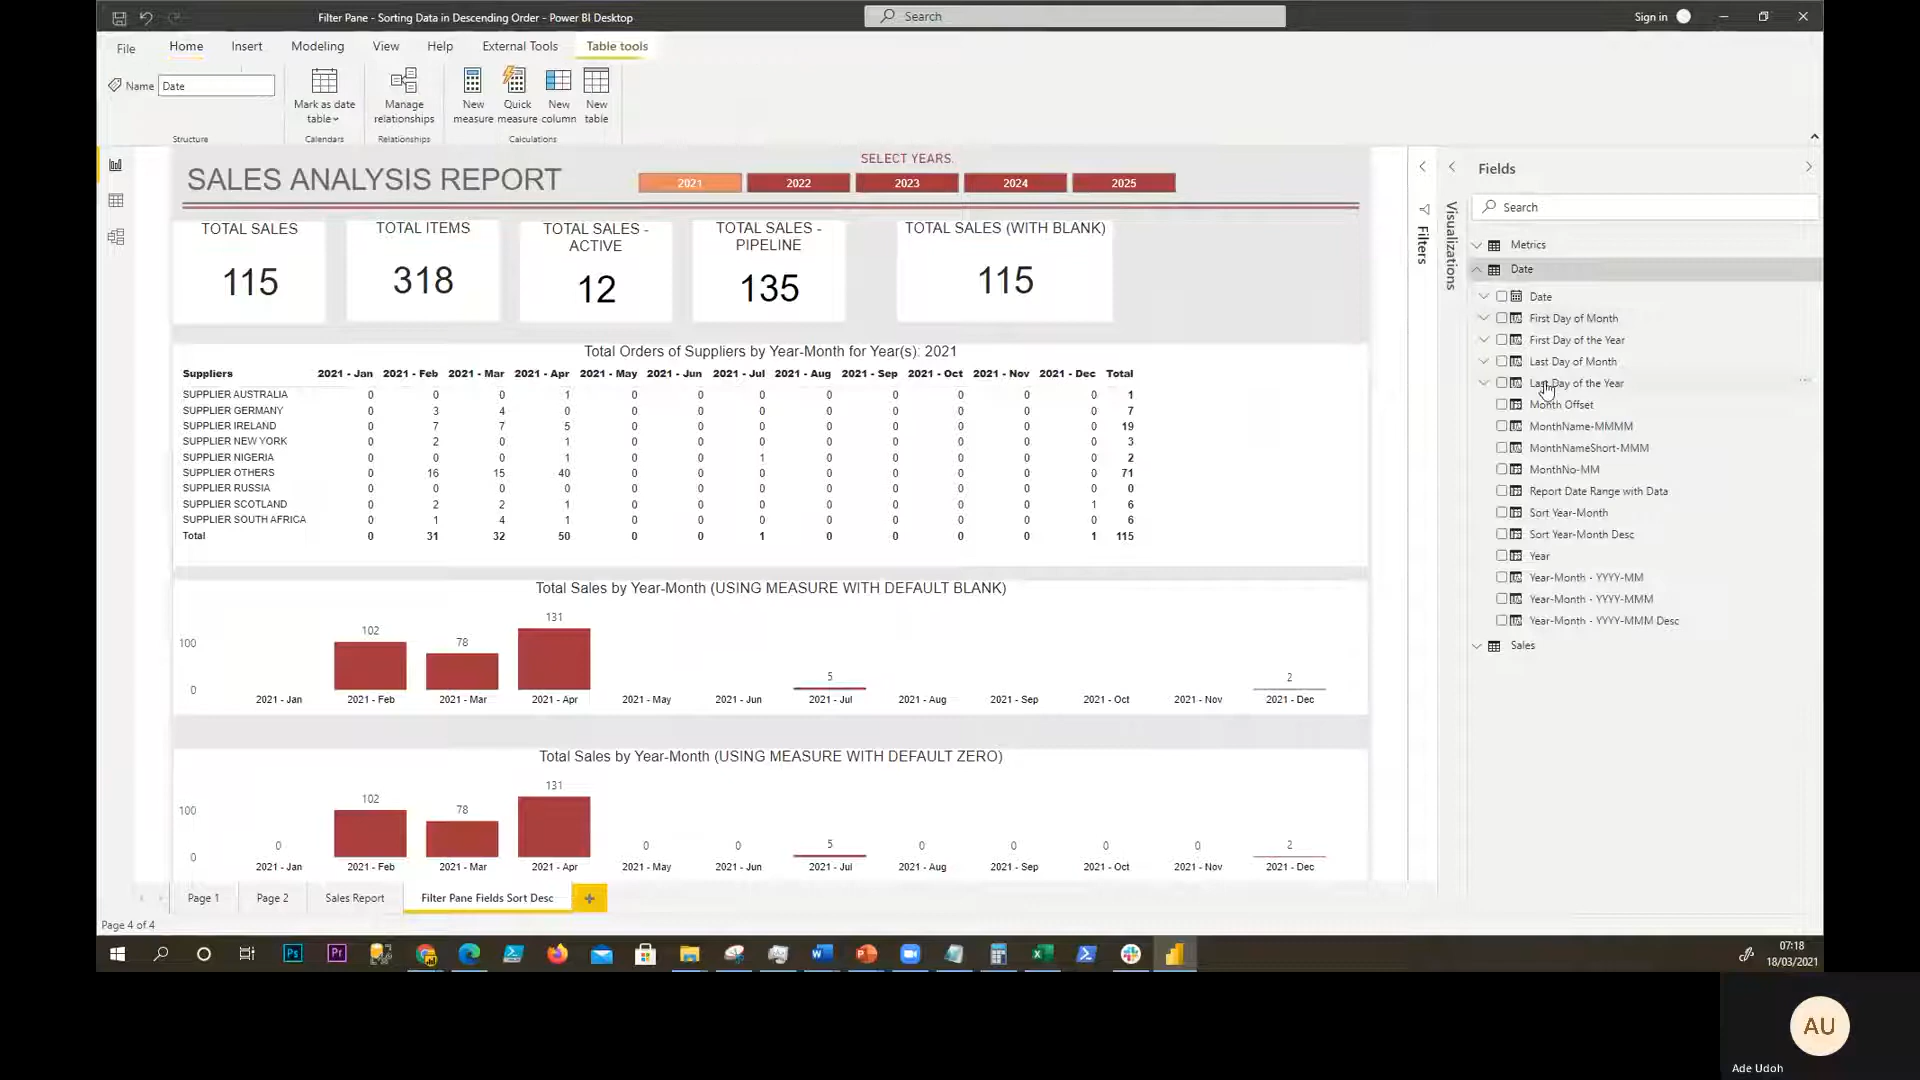 Filter Pane - Sorting Data in Descending Order - Power BI Desktop
Search
Sign in
File Home Insert Modeling View Help External Tools Table tools
Name Date
Mark as date table
Manage relationships
New measure
Quick measure
New column
New table
Structure
Calendars
Relationships
Calculations
SALES ANALYSIS REPORT
SELECT YEARS.
2021 2022 2023 2024 2025
TOTAL SALES
115
TOTAL ITEMS
318
TOTAL SALES -
ACTIVE
12
TOTAL SALES -
PIPELINE
135
TOTAL SALES (WITH BLANK)
115
Total Orders of Suppliers by Year-Month for Year(s): 2021
Suppliers 2021 - Jan 2021 - Feb 2021 - Mar 2021 - Apr 2021 - May 2021 - Jun 2021 - Jul 2021 - Aug 2021 - Sep 2021 - Oct 2021 - Nov 2021 - Dec Total
SUPPLIER AUSTRALIA 0 0 0 1 0 0 0 0 0 0 0 0 1
SUPPLIER GERMANY 0 3 4 0 0 0 0 0 0 0 0 0 7
SUPPLIER IRELAND 0 7 7 5 0 0 0 0 0 0 0 0 19
SUPPLIER NEW YORK 0 2 0 1 0 0 0 0 0 0 0 0 3
SUPPLIER NIGERIA 0 0 0 1 0 0 1 0 0 0 0 0 2
SUPPLIER OTHERS 0 16 15 40 0 0 0 0 0 0 0 0 71
SUPPLIER RUSSIA 0 0 0 0 0 0 0 0 0 0 0 0 0
SUPPLIER SCOTLAND 0 2 2 1 0 0 0 0 0 0 0 1 6
SUPPLIER SOUTH AFRICA 0 1 4 1 0 0 0 0 0 0 0 0 6
Total 0 31 32 50 0 0 1 0 0 0 0 1 115
Total Sales by Year-Month (USING MEASURE WITH DEFAULT BLANK)
100
0
102 78 131 5 2
2021 - Jan 2021 - Feb 2021 - Mar 2021 - Apr 2021 - May 2021 - Jun 2021 - Jul 2021 - Aug 2021 - Sep 2021 - Oct 2021 - Nov 2021 - Dec
Total Sales by Year-Month (USING MEASURE WITH DEFAULT ZERO)
100
0
0 102 78 131 0 0 5 0 0 0 0 2
2021 - Jan 2021 - Feb 2021 - Mar 2021 - Apr 2021 - May 2021 - Jun 2021 - Jul 2021 - Aug 2021 - Sep 2021 - Oct 2021 - Nov 2021 - Dec
Filters
Visualizations
Fields
Search
Metrics
Date
Date
First Day of Month
First Day of the Year
Last Day of Month
Last Day of the Year
Month Offset
MonthName-MMMM
MonthNameShort-MMM
MonthNo-MM
Report Date Range with Data
Sort Year-Month
Sort Year-Month Desc
Year
Year-Month - YYYY-MM
Year-Month - YYYY-MMM
Year-Month - YYYY-MMM Desc
Sales
Page 1 Page 2 Sales Report Filter Pane Fields Sort Desc +
Page 4 of 4
Ps
Pr
07:18
18/03/2021
AU
Ade Udoh